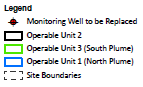 Legend
Monitoring Well to be Replaced
Operable Unit 2
Operable Unit 3 (South Plume)
Operable Unit 1 (North Plume)
Site Boundaries